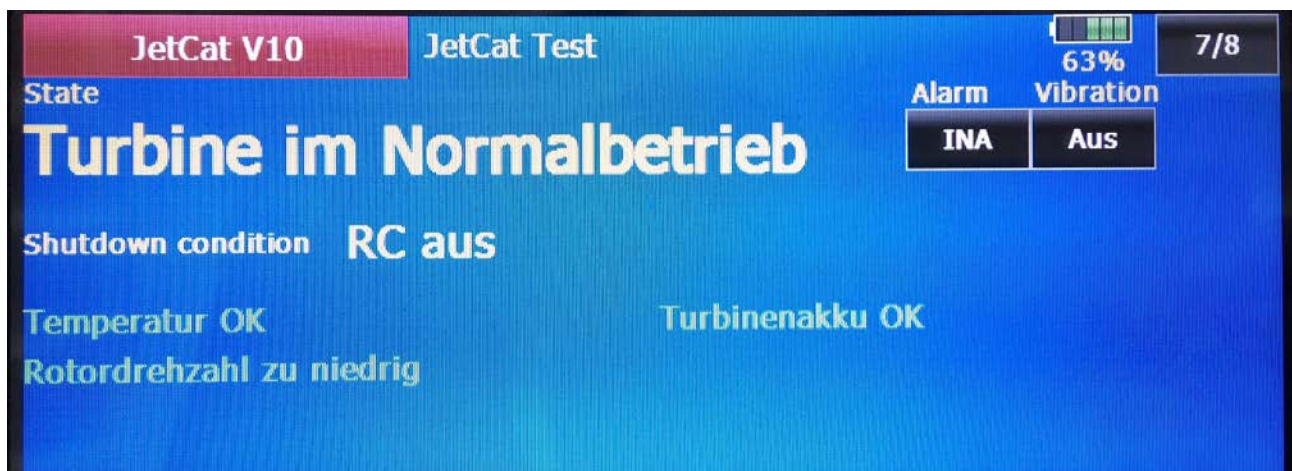 JetCat V10 JetCat Test 63% 7/8
State Alarm Vibration
Turbine im Normalbetrieb INA Aus
Shutdown condition RC aus
Temperatur OK Turbinenakku OK
Rotordrehzahl zu niedrig